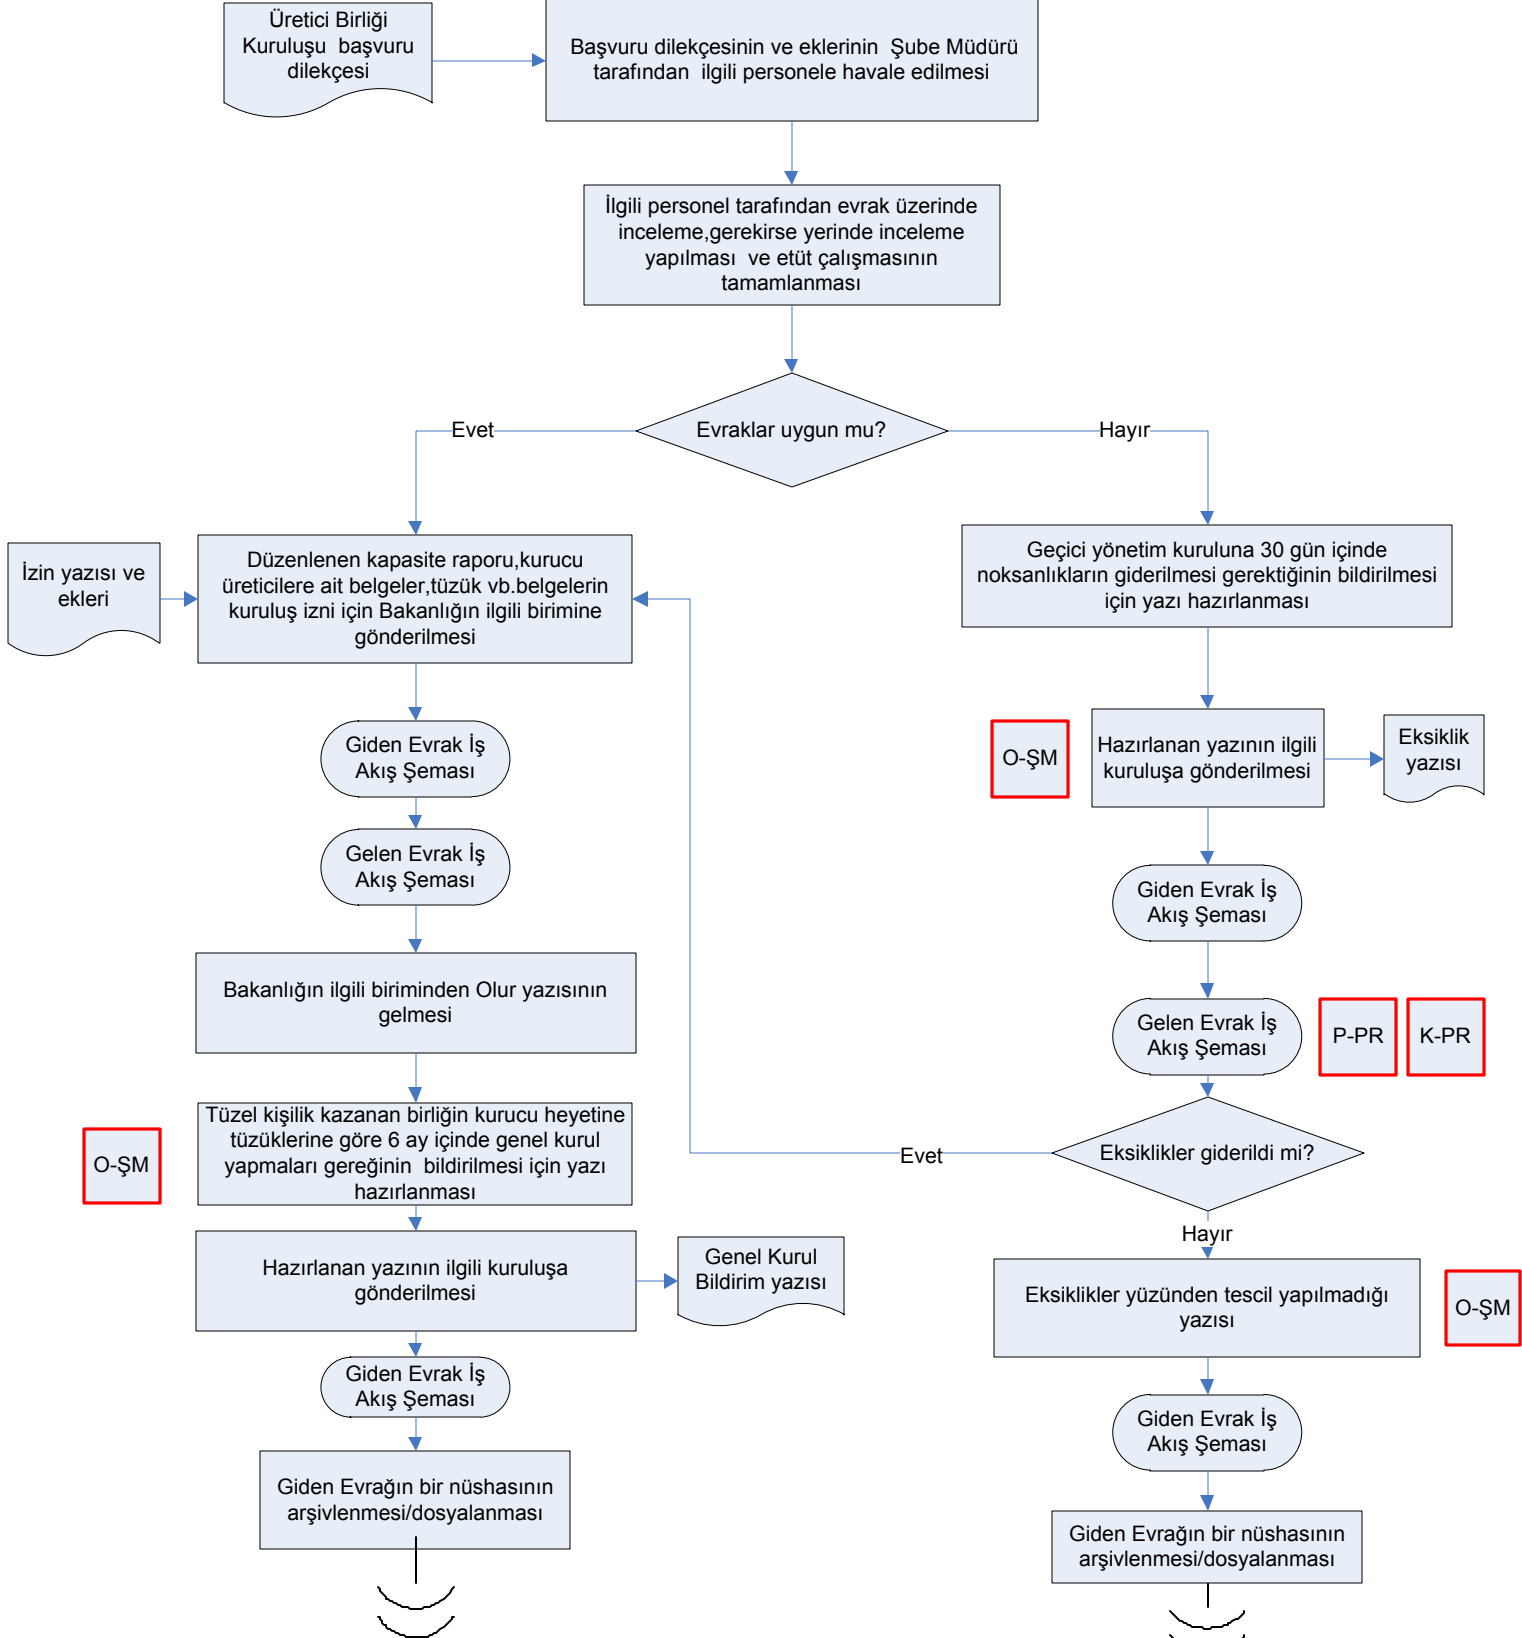 Üretici Birliği
Kuruluşu başvuru
dilekçesi
Başvuru dilekçesinin ve eklerinin Şube Müdürü
tarafından ilgili personele havale edilmesi
İlgili personel tarafından evrak üzerinde
inceleme,gerekirse yerinde inceleme
yapılması ve etüt çalışmasının
tamamlanması
Evraklar uygun mu?
Evet
Hayır
İzin yazısı ve
ekleri
Düzenlenen kapasite raporu,kurucu
üreticilere ait belgeler,tüzük vb.belgelerin
kuruluş izni için Bakanlığın ilgili birimine
gönderilmesi
Geçici yönetim kuruluna 30 gün içinde
noksanlıkların giderilmesi gerektiğinin bildirilmesi
için yazı hazırlanması
Giden Evrak İş
Akış Şeması
O-ŞM
Hazırlanan yazının ilgili
kuruluşa gönderilmesi
Eksiklik
yazısı
Gelen Evrak İş
Akış Şeması
Giden Evrak İş
Akış Şeması
Bakanlığın ilgili biriminden Olur yazısının
gelmesi
Gelen Evrak İş
Akış Şeması
P-PR
K-PR
O-ŞM
Tüzel kişilik kazanan birliğin kurucu heyetine
tüzüklerine göre 6 ay içinde genel kurul
yapmaları gereğinin bildirilmesi için yazı
hazırlanması
Evet
Eksiklikler giderildi mi?
Hayır
Hazırlanan yazının ilgili kuruluşa
gönderilmesi
Genel Kurul
Bildirim yazısı
Eksiklikler yüzünden tescil yapılmadığı
yazısı
O-ŞM
Giden Evrak İş
Akış Şeması
Giden Evrak İş
Akış Şeması
Giden Evrağın bir nüshasının
arşivlenmesi/dosyalanması
Giden Evrağın bir nüshasının
arşivlenmesi/dosyalanması